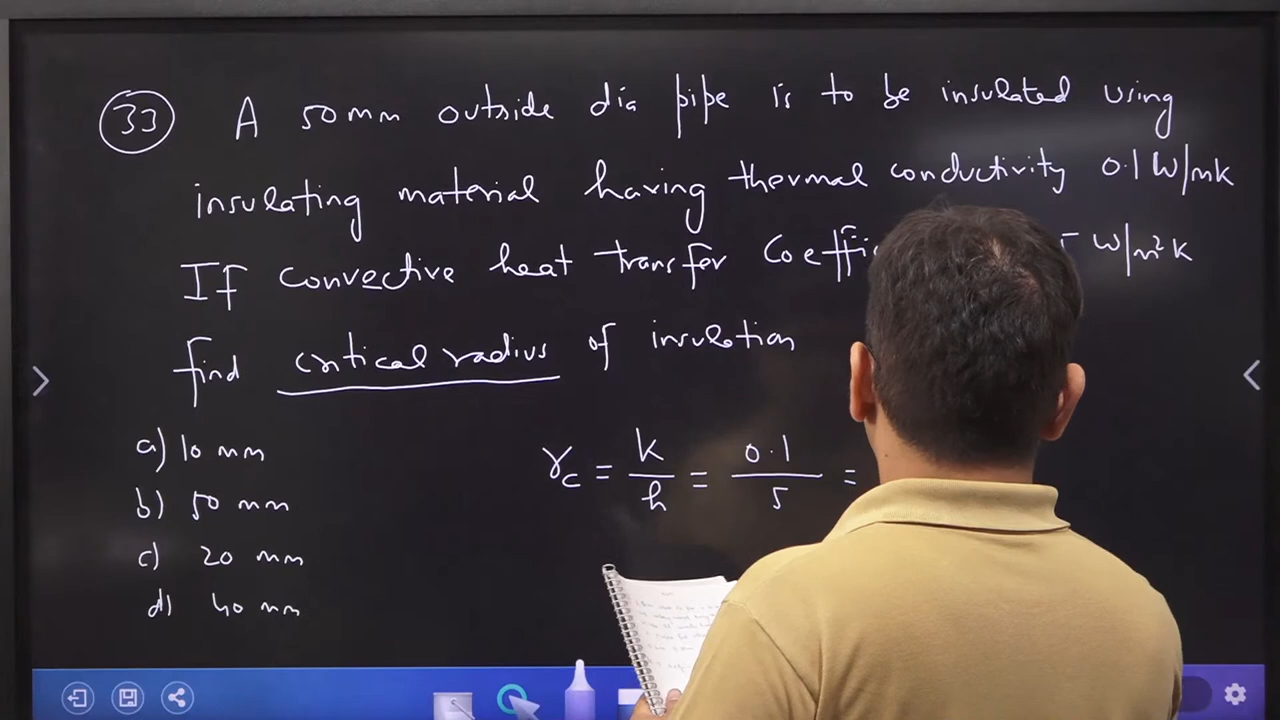 33 A 50mm outside dia pipe is to be insulated using
insulating material having thermal conductivity 0.1 W/mk
If convective heat transfer W/m²k
find critical radius of insulation
a) 10 mm
b) 50 mm
c) 20 mm
d) 40 mm
γc = k/h = 0.1/5 =